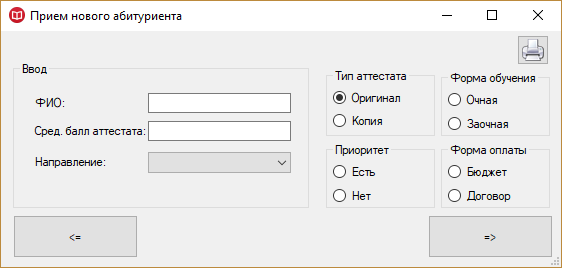 Прием нового абитуриента
Ввод
ФИО:
Сред. балл аттестата:
Направление:
Тип аттестата
Оригинал
Копия
Форма обучения
Очная
Заочная
Приоритет
Есть
Нет
Форма оплаты
Бюджет
Договор
<=
=>